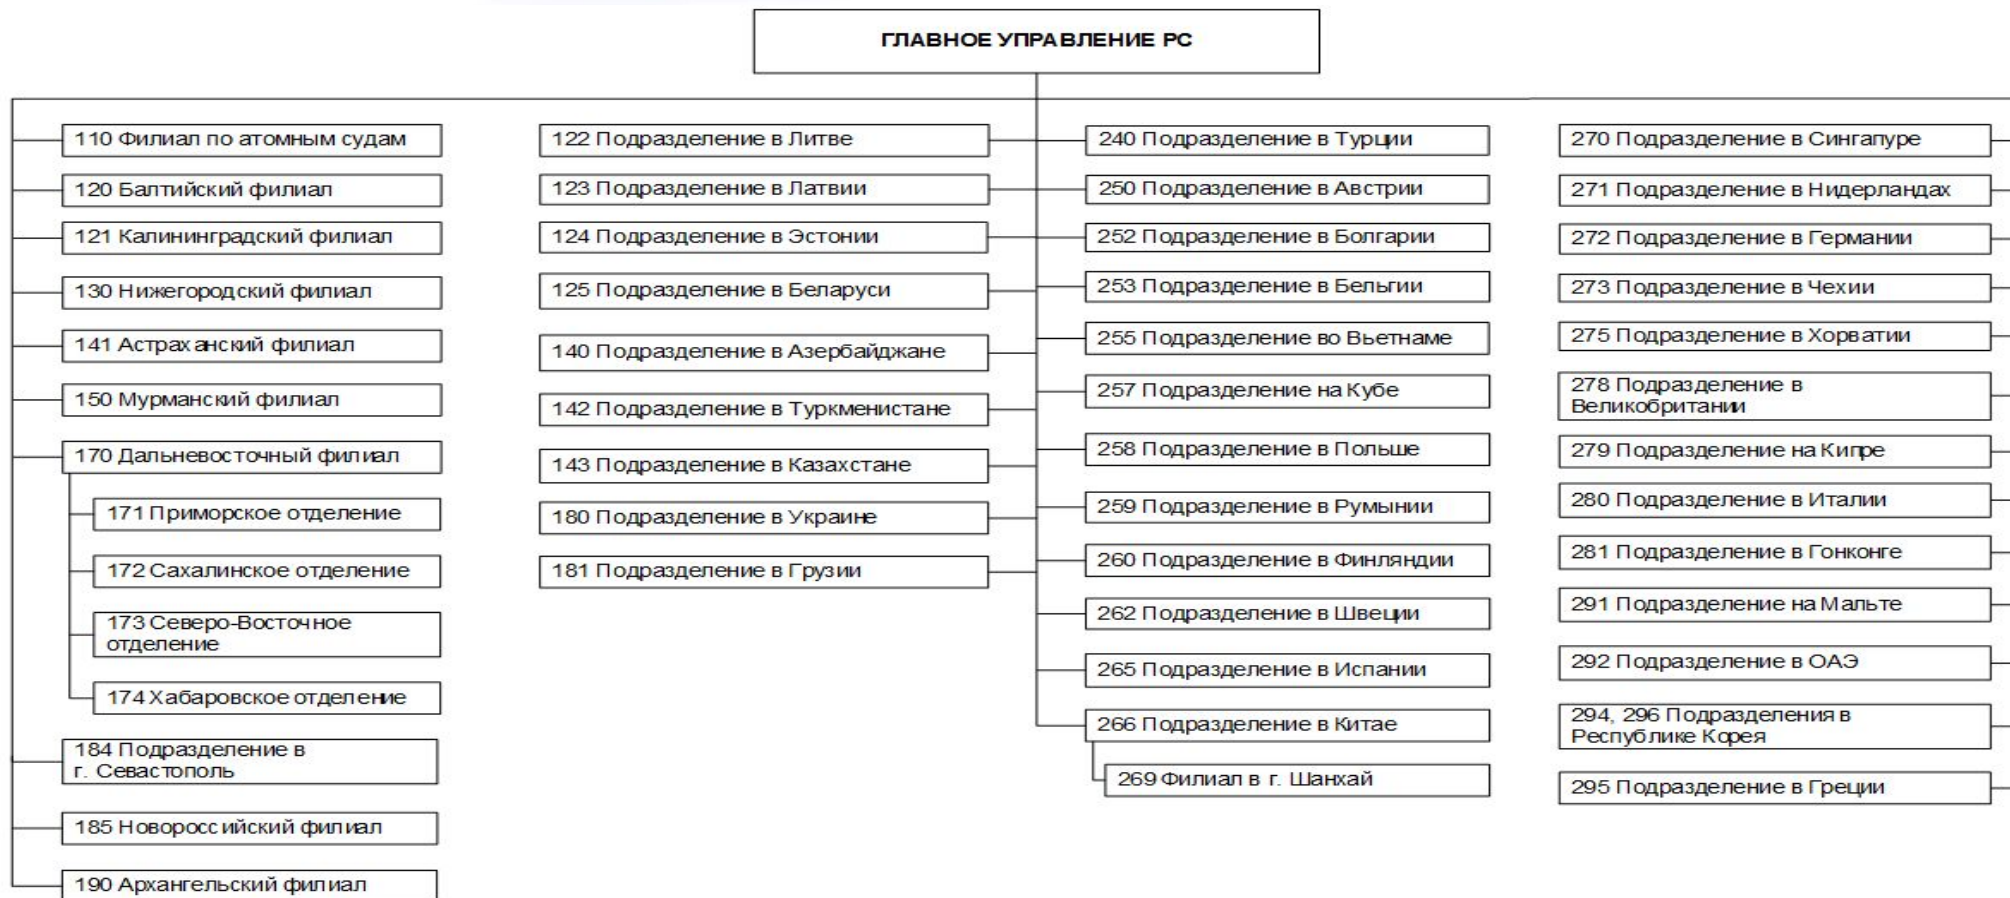 ГЛАВНОЕ УПРАВЛЕНИЕ РС
110 Филиал по атомным судам
120 Балтийский филиал
121 Калининградский филиал
130 Нижегородский филиал
141 Астраханский филиал
150 Мурманский филиал
170 Дальневосточный филиал
171 Приморское отделение
172 Сахалинское отделение
173 Северо-Восточное
отделение
174 Хабаровское отделение
184 Подразделение в
г. Севастополь
185 Новороссийский филиал
190 Архангельский филиал
122 Подразделение в Литве
123 Подразделение в Латвии
124 Подразделение в Эстонии
125 Подразделение в Беларуси
140 Подразделение в Азербайджане
142 Подразделение в Туркменистане
143 Подразделение в Казахстане
180 Подразделение в Украине
181 Подразделение в Грузии
240 Подразделение в Турции
250 Подразделение в Австрии
252 Подразделение в Болгарии
253 Подразделение в Бельгии
255 Подразделение во Вьетнаме
257 Подразделение на Кубе
258 Подразделение в Польше
259 Подразделение в Румынии
260 Подразделение в Финляндии
262 Подразделение в Швеции
265 Подразделение в Испании
266 Подразделение в Китае
269 Филиал в г. Шанхай
270 Подразделение в Сингапуре
271 Подразделение в Нидерландах
272 Подразделение в Германии
273 Подразделение в Чехии
275 Подразделение в Хорватии
278 Подразделение в
Великобритании
279 Подразделение на Кипре
280 Подразделение в Италии
281 Подразделение в Гонконге
291 Подразделение на Мальте
292 Подразделение в ОАЭ
294, 296 Подразделения в
Республике Корея
295 Подразделение в Греции